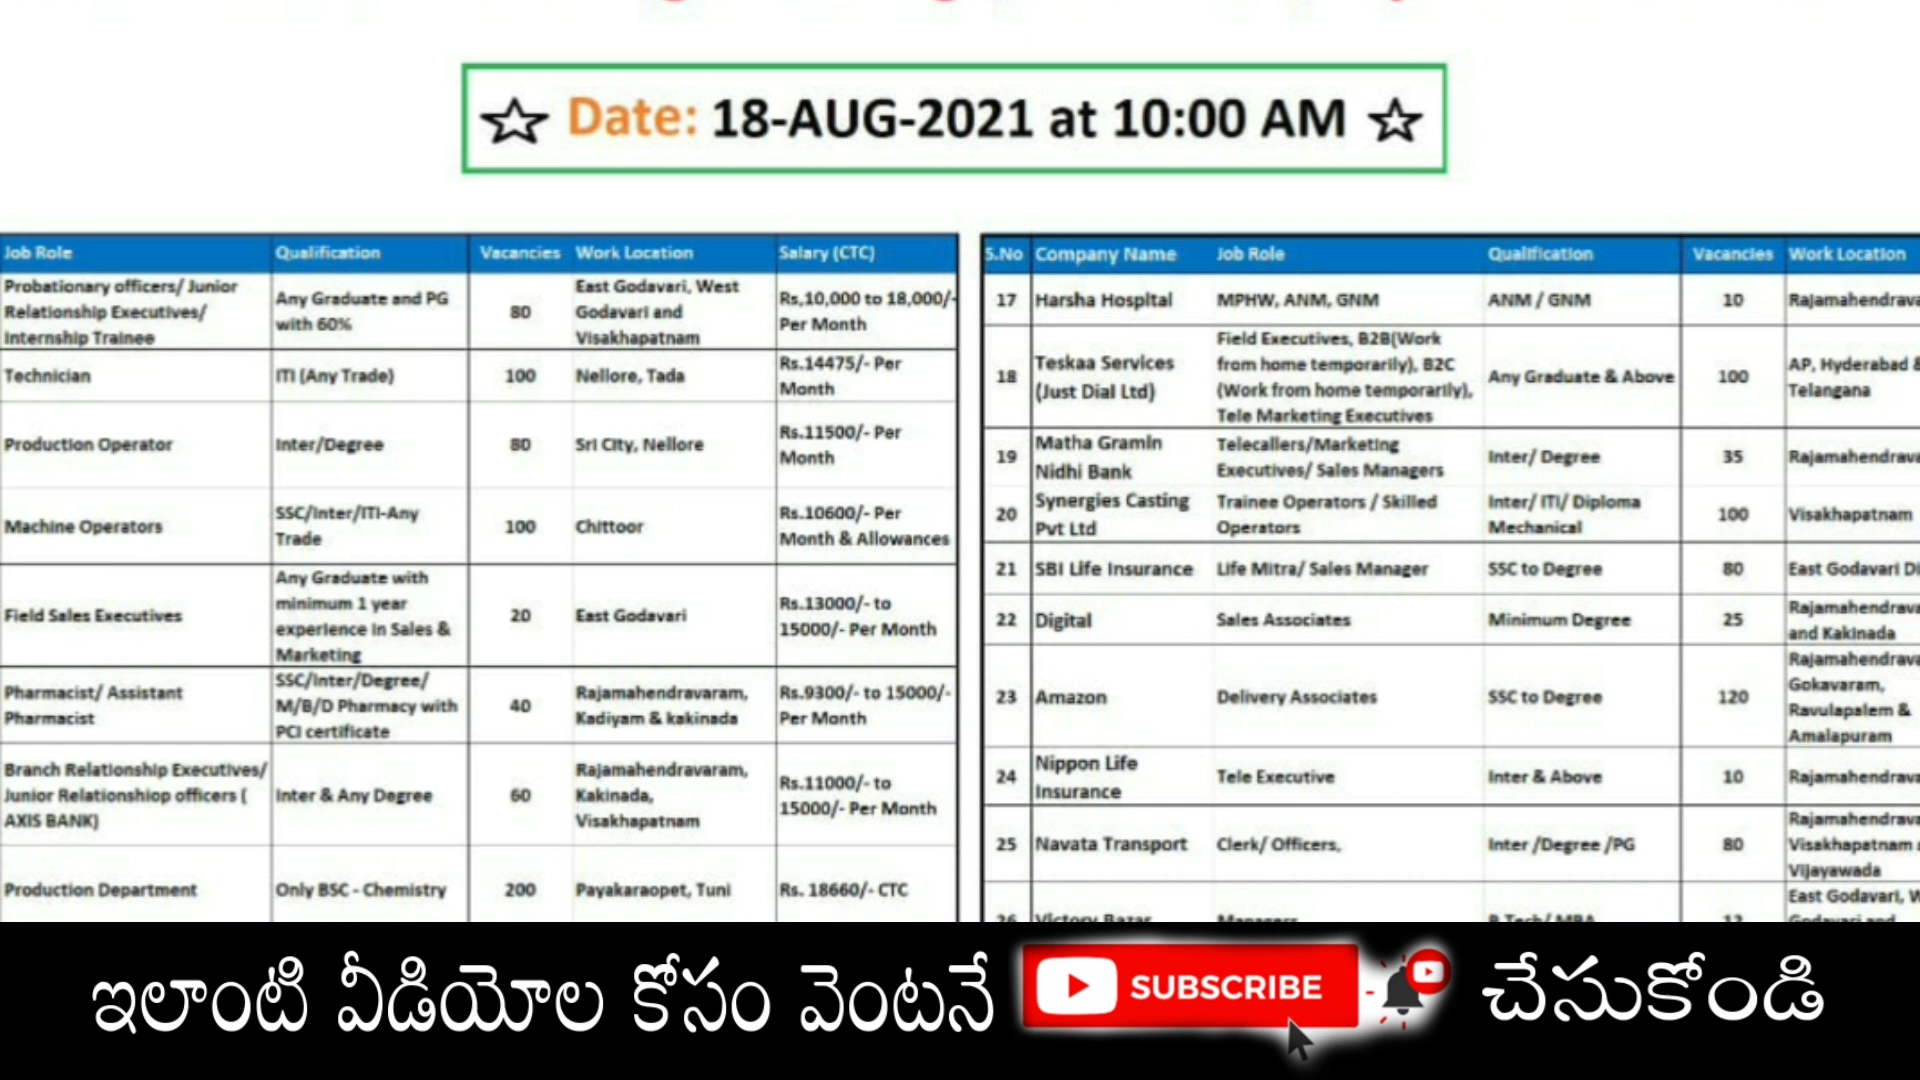 Date: 18-AUG-2021 at 10:00 AM
Job Role Qualification Vacancies Work Location Salary (CTC)
Probationary officers/ Junior
Relationship Executives/
Internship Trainee
Any Graduate and PG
with 60%
80
East Godavari, West
Godavari and
Visakhapatnam
Rs,10,000 to 18,000/-
Per Month
Technician
ITI (Any Trade)
100
Nellore, Tada
Rs.14475/- Per
Month
Production Operator
Inter/Degree
80
Sri City, Nellore
Rs.11500/- Per
Month
Machine Operators
SSC/Inter/ITI-Any
Trade
100
Chittoor
Rs.10600/- Per
Month & Allowances
Field Sales Executives
Any Graduate with
minimum 1 year
experience in Sales &
Marketing
20
East Godavari
Rs.13000/- to
15000/- Per Month
Pharmacist/ Assistant
Pharmacist
SSC/Inter/Degree/
M/B/D Pharmacy with
PCI certificate
40
Rajamahendravaram,
Kadiyam & kakinada
Rs.9300/- to 15000/-
Per Month
Branch Relationship Executives/
Junior Relationshiop officers (
AXIS BANK)
Inter & Any Degree
60
Rajamahendravaram,
Kakinada,
Visakhapatnam
Rs.11000/- to
15000/- Per Month
Production Department
Only BSC - Chemistry
200
Payakaraopet, Tuni
Rs. 18660/- CTC
S.No Company Name Job Role Qualification Vacancies Work Location
17
Harsha Hospital
MPHW, ANM, GNM
ANM / GNM
10
Rajamahendrava
18
Teskaa Services
(Just Dial Ltd)
Field Executives, B2B(Work
from home temporarily), B2C
(Work from home temporarily),
Tele Marketing Executives
Any Graduate & Above
100
AP, Hyderabad &
Telangana
19
Matha Gramin
Nidhi Bank
Telecallers/Marketing
Executives/ Sales Managers
Inter/ Degree
35
Rajamahendrava
20
Synergies Casting
Pvt Ltd
Trainee Operators / Skilled
Operators
Inter/ ITI/ Diploma
Mechanical
100
Visakhapatnam
21
SBI Life Insurance
Life Mitra/ Sales Manager
SSC to Degree
80
East Godavari Di
22
Digital
Sales Associates
Minimum Degree
25
Rajamahendrava
and Kakinada
23
Amazon
Delivery Associates
SSC to Degree
120
Rajamahendrava
Gokavaram,
Ravulapalem &
Amalapuram
24
Nippon Life
Insurance
Tele Executive
Inter & Above
10
Rajamahendrava
25
Navata Transport
Clerk/ Officers,
Inter /Degree /PG
80
Rajamahendrava
Visakhapatnam a
Vijayawada
26
Victory Bazar
Managers
B.Tech/ MBA
12
East Godavari, W
Godavari and
ఇలాంటి వీడియోల కోసం వెంటనే SUBSCRIBE చేసుకోండి